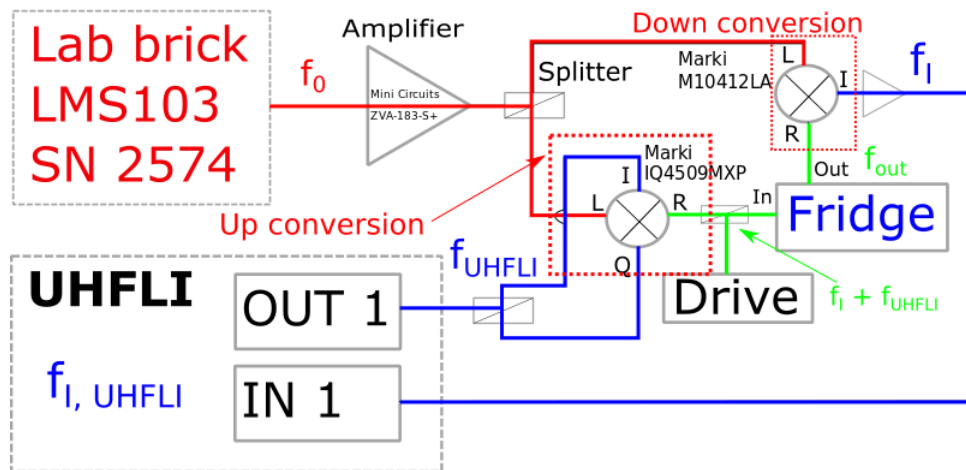 Lab brick
LMS103
SN 2574
f0
Amplifier
Mini Circuits
ZVA-183-S+
Splitter
Down conversion
Marki
M10412LA
L
I
R
fI
Out
fout
In
Fridge
Marki
IQ4509MXP
I
L
R
Q
Up conversion
fUHFLI
Drive
fI + fUHFLI
UHFLI
OUT 1
fI, UHFLI
IN 1